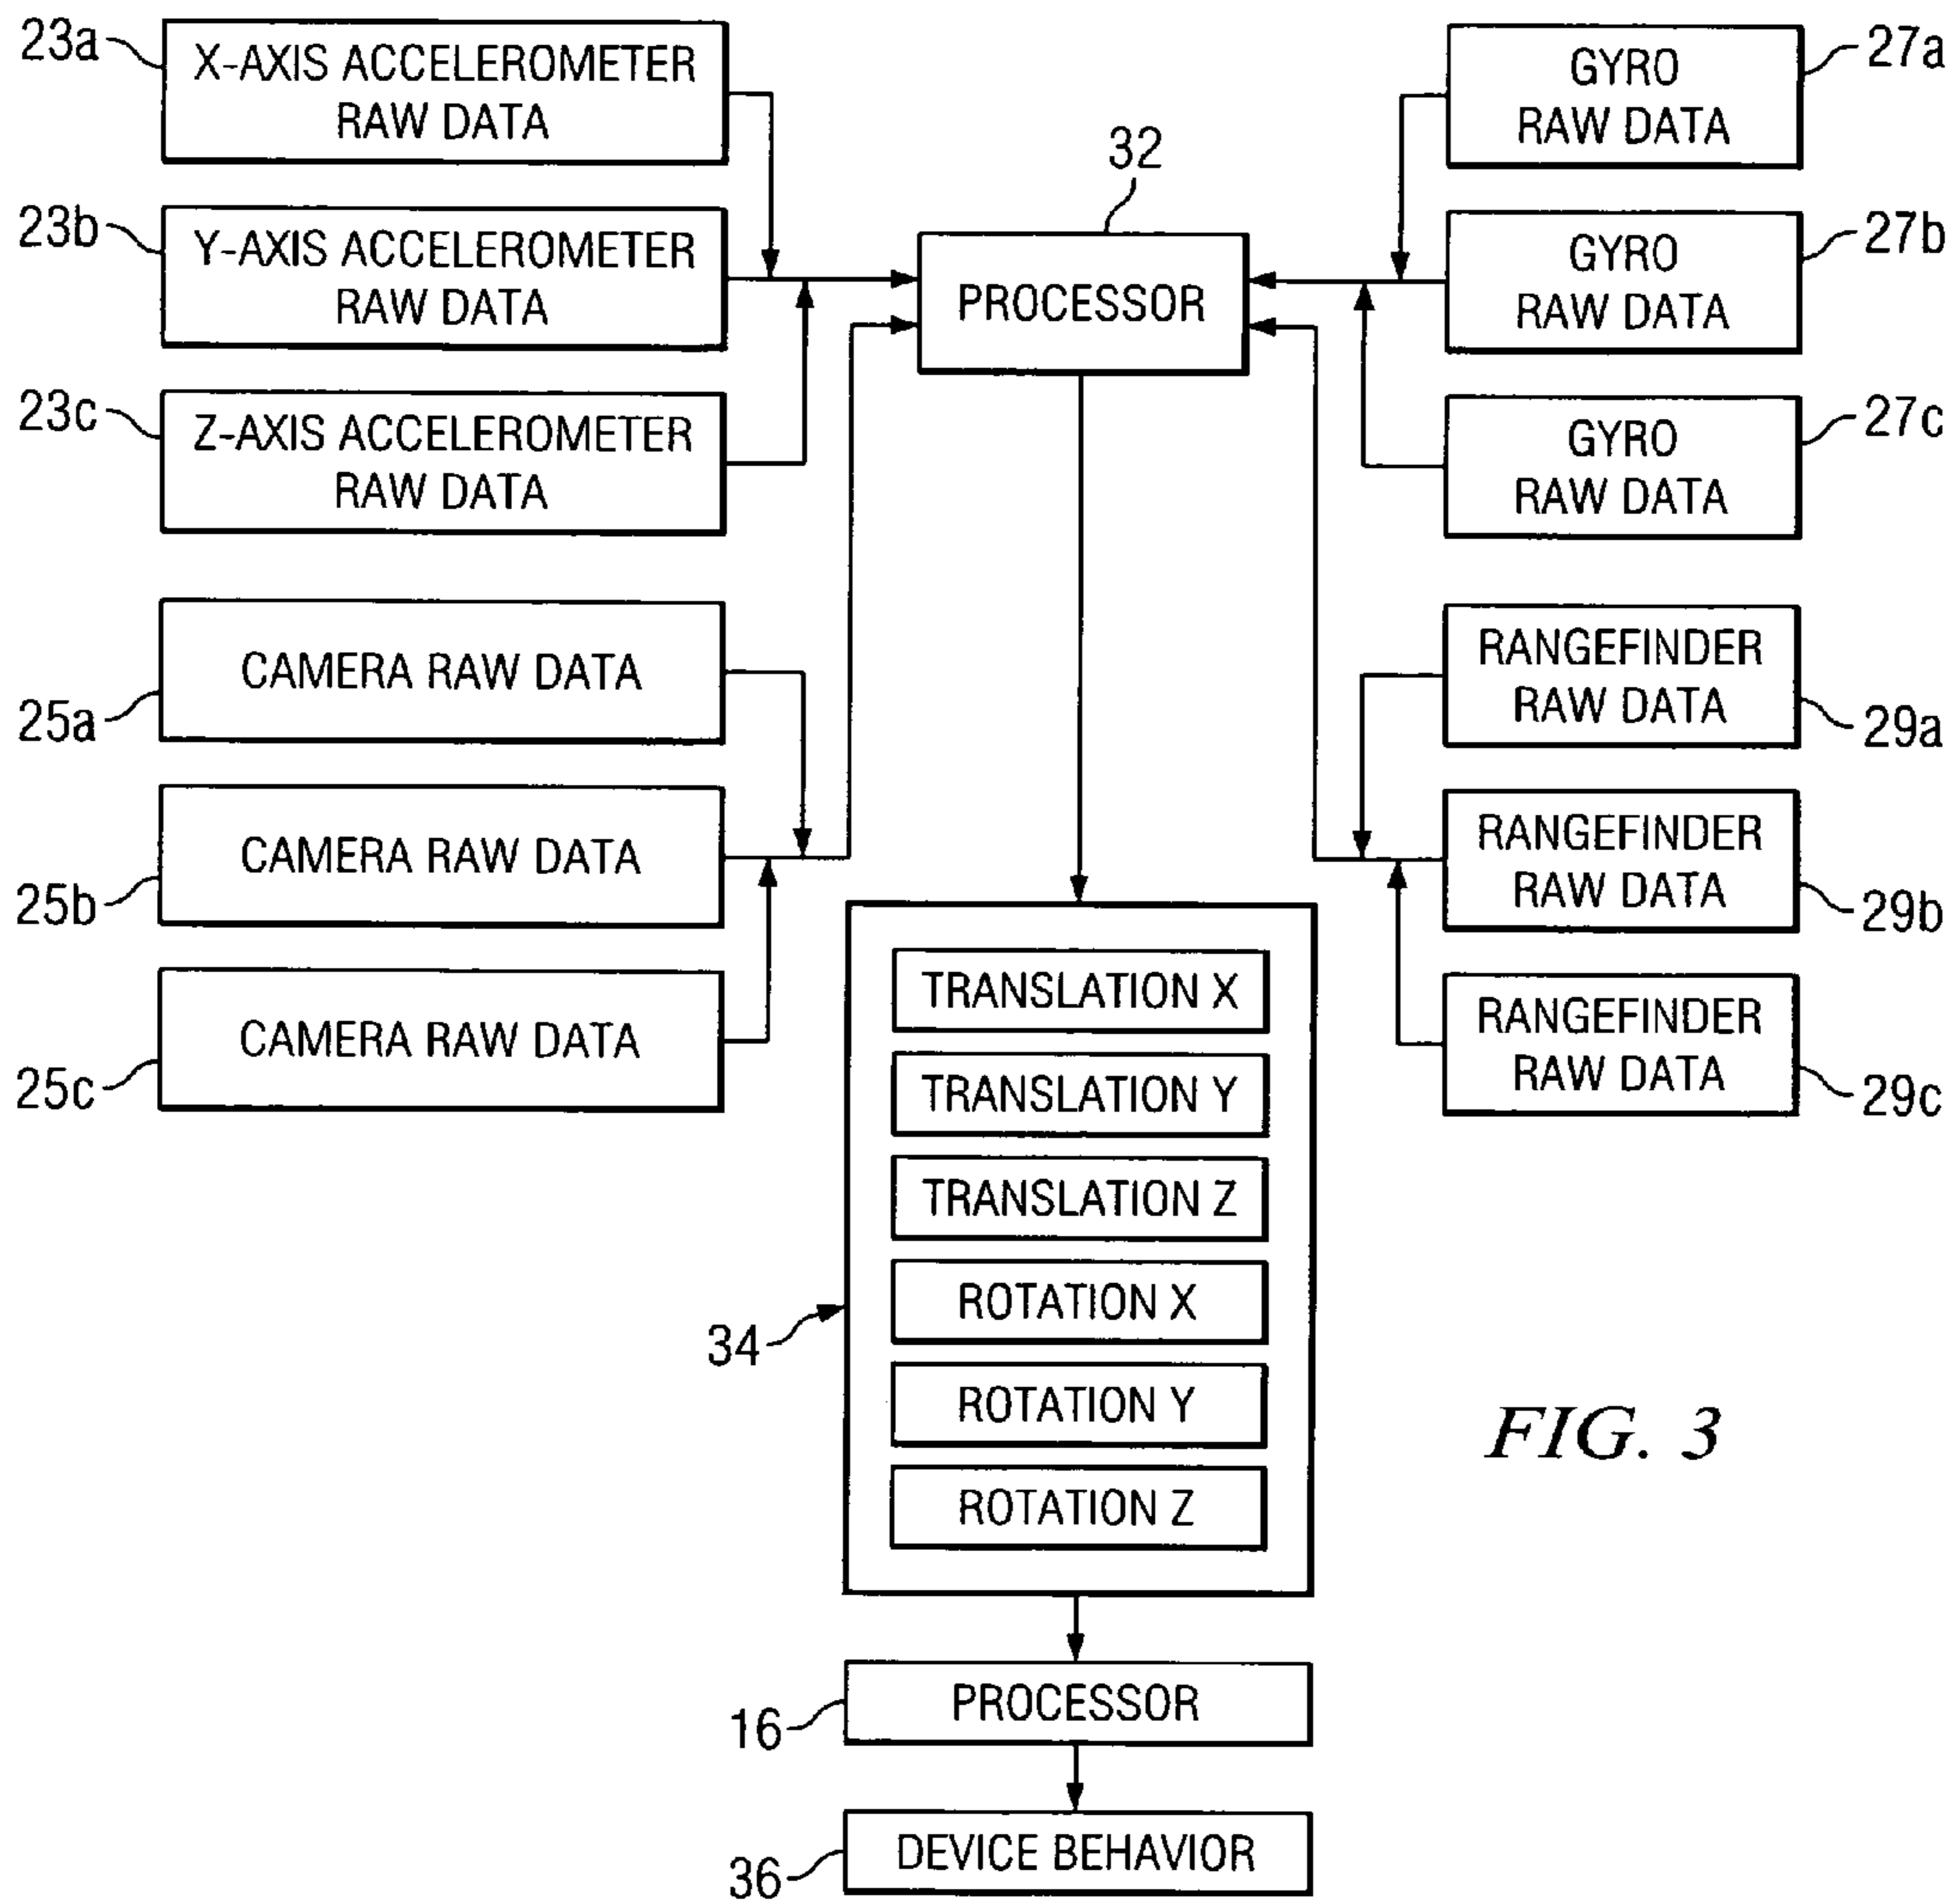 23a
X-AXIS ACCELEROMETER
RAW DATA
23b
Y-AXIS ACCELEROMETER
RAW DATA
23c
Z-AXIS ACCELEROMETER
RAW DATA
25a
CAMERA RAW DATA
25b
CAMERA RAW DATA
25c
CAMERA RAW DATA
32
PROCESSOR
27a
GYRO
RAW DATA
27b
GYRO
RAW DATA
27c
GYRO
RAW DATA
29a
RANGEFINDER
RAW DATA
29b
RANGEFINDER
RAW DATA
29c
RANGEFINDER
RAW DATA
34
TRANSLATION X
TRANSLATION Y
TRANSLATION Z
ROTATION X
ROTATION Y
ROTATION Z
16
PROCESSOR
36
DEVICE BEHAVIOR
FIG. 3